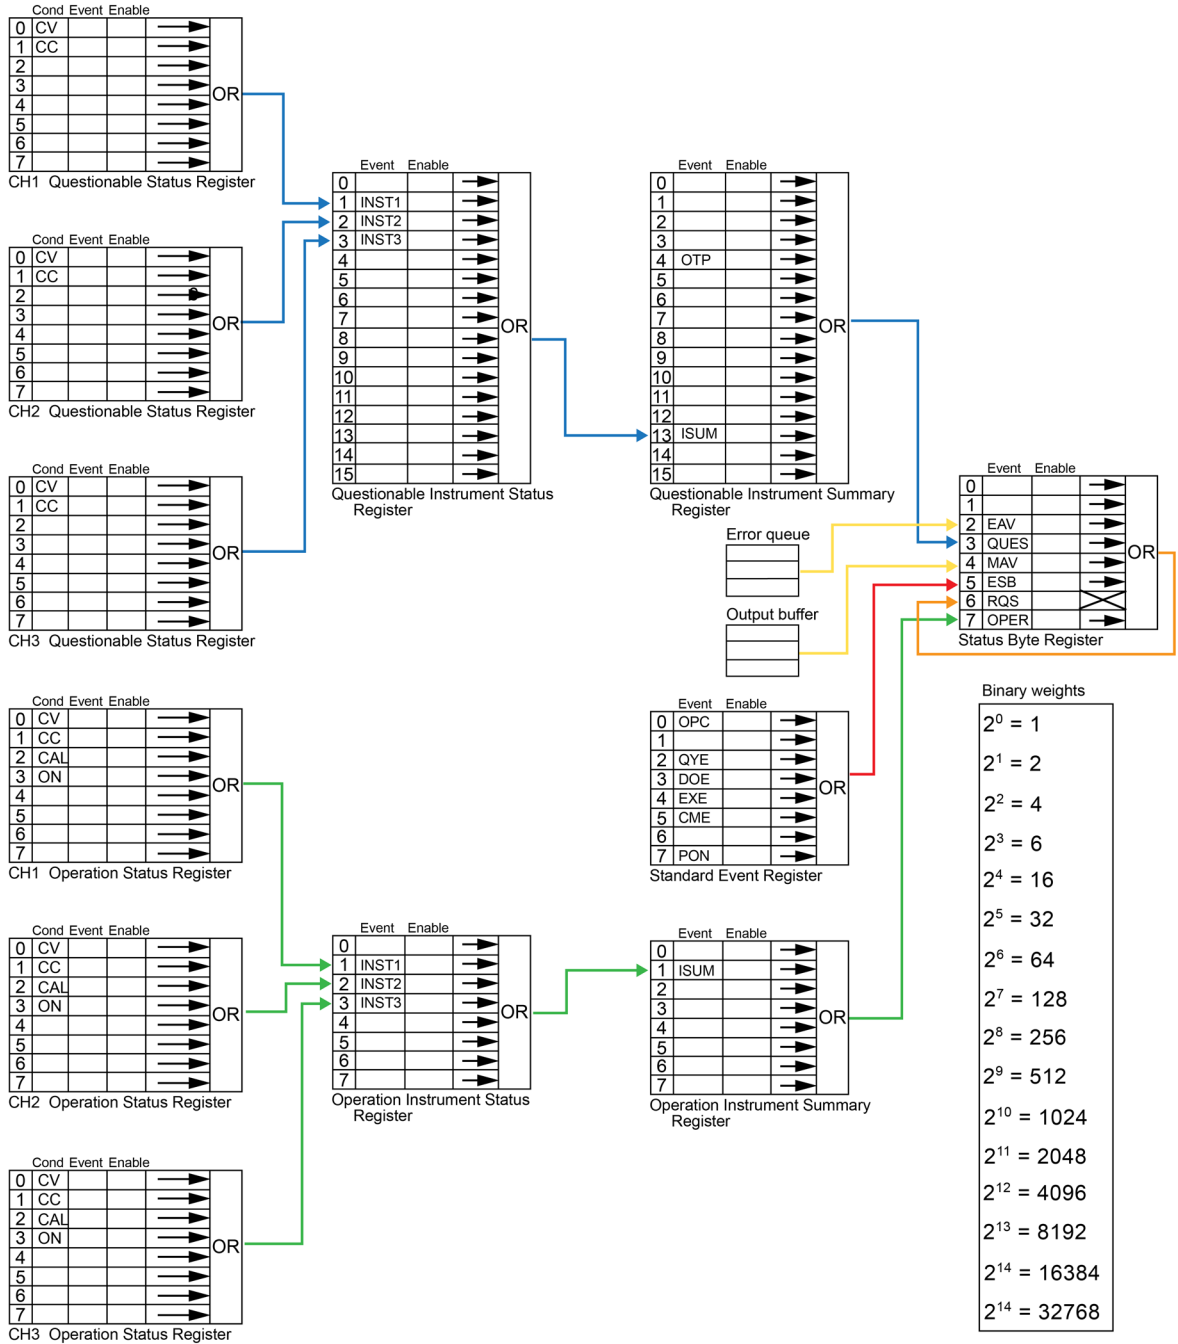 Cond Event Enable
0 CV
1 CC
2
3
4
5
6
7
OR
CH1 Questionable Status Register
Cond Event Enable
0 CV
1 CC
2
3
4
5
6
7
OR
CH2 Questionable Status Register
Cond Event Enable
0 CV
1 CC
2
3
4
5
6
7
OR
CH3 Questionable Status Register
Event Enable
0
1 INST1
2 INST2
3 INST3
4
5
6
7
8
9
10
11
12
13
14
15
OR
Questionable Instrument Status
Register
Event Enable
0
1
2
3
4 OTP
5
6
7
8
9
10
11
12
13 ISUM
14
15
OR
Questionable Instrument Summary
Register
Error queue
Output buffer
Event Enable
0
1
2 EAV
3 QUES
4 MAV
5 ESB
6 RQS
7 OPER
OR
Status Byte Register
Event Enable
0 OPC
1
2 QYE
3 DOE
4 EXE
5 CME
6
7 PON
OR
Standard Event Register
Cond Event Enable
0 CV
1 CC
2 CAL
3 ON
4
5
6
7
OR
CH1 Operation Status Register
Cond Event Enable
0 CV
1 CC
2 CAL
3 ON
4
5
6
7
OR
CH2 Operation Status Register
Cond Event Enable
0 CV
1 CC
2 CAL
3 ON
4
5
6
7
OR
CH3 Operation Status Register
Event Enable
0
1 INST1
2 INST2
3 INST3
4
5
6
7
OR
Operation Instrument Status
Register
Event Enable
0
1 ISUM
2
3
4
5
6
7
OR
Operation Instrument Summary
Register
Binary weights
2⁰ = 1
2¹ = 2
2² = 4
2³ = 6
2⁴ = 16
2⁵ = 32
2⁶ = 64
2⁷ = 128
2⁸ = 256
2⁹ = 512
2¹⁰ = 1024
2¹¹ = 2048
2¹² = 4096
2¹³ = 8192
2¹⁴ = 16384
2¹⁴ = 32768